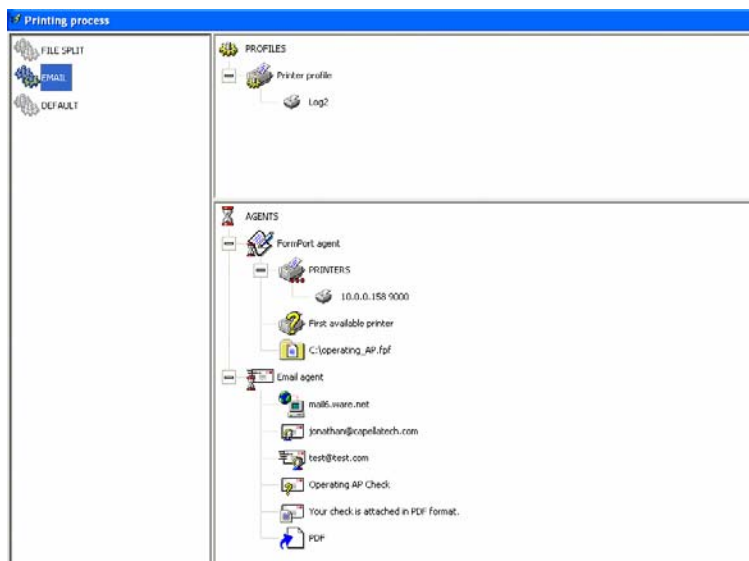 Printing process
FILE SPLIT
EMAIL
DEFAULT
PROFILES
Printer profile
Log2
AGENTS
FormPort agent
PRINTERS
10.0.0.158 9000
First available printer
C:\operating_AP.fpf
Email agent
mail6.ware.net
jonathan@capellatech.com
test@test.com
Operating AP Check
Your check is attached in PDF format.
PDF